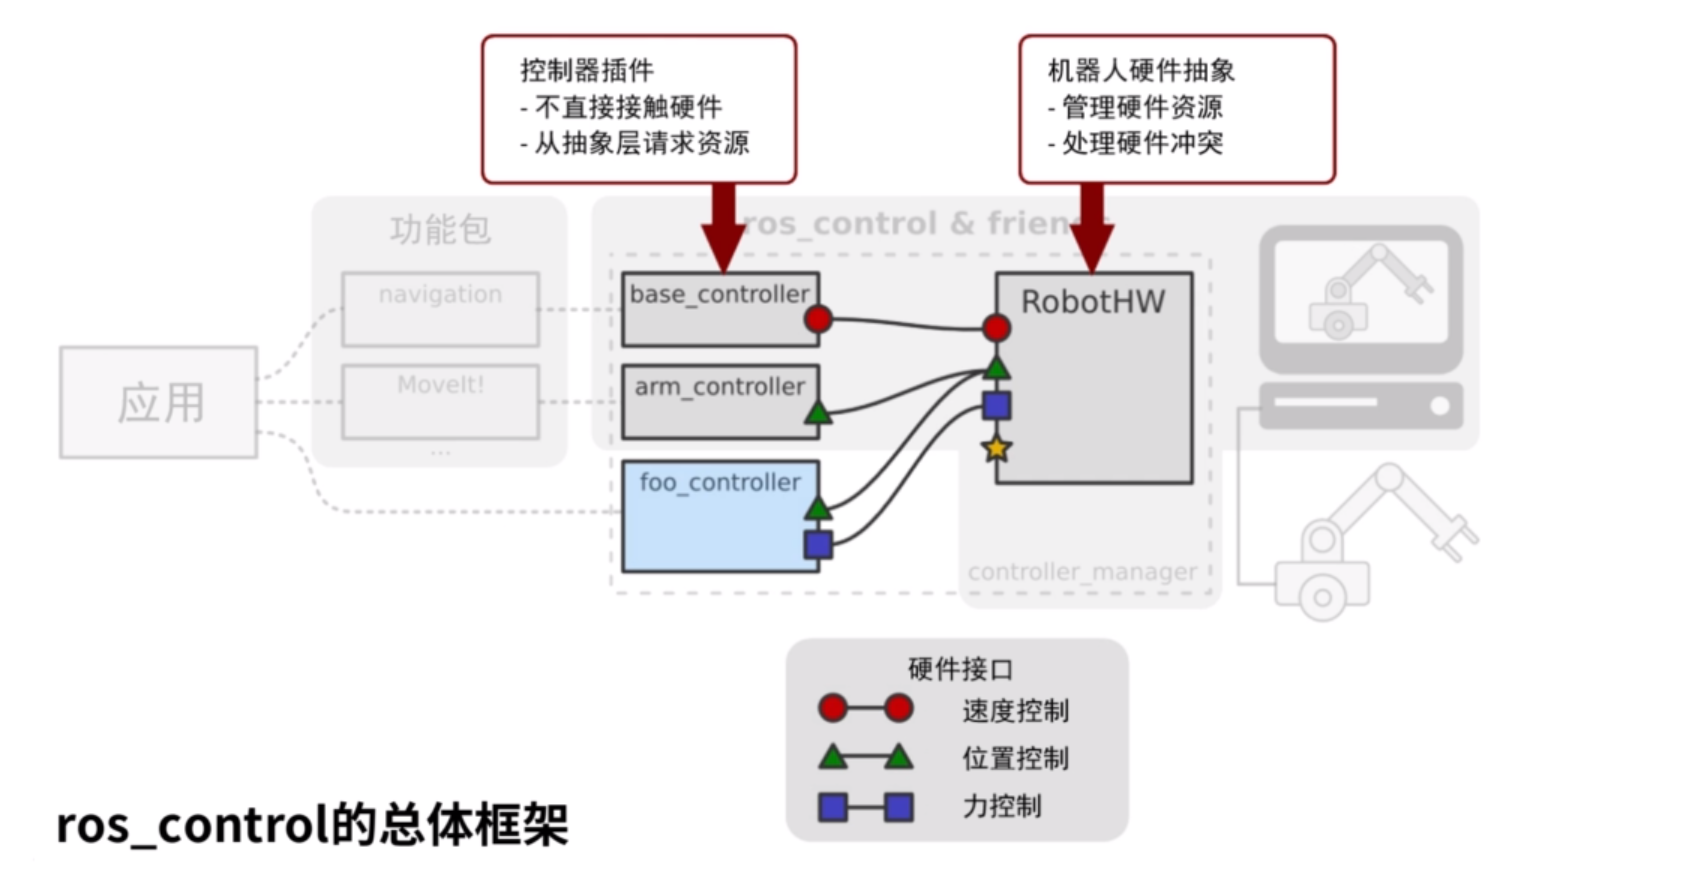 控制器插件
- 不直接接触硬件
- 从抽象层请求资源
机器人硬件抽象
- 管理硬件资源
- 处理硬件冲突
功能包
ros_control & friends
navigation
base_controller
RobotHW
应用
MoveIt!
arm_controller
...
foo_controller
controller_manager
硬件接口
速度控制
位置控制
力控制
ros_control的总体框架